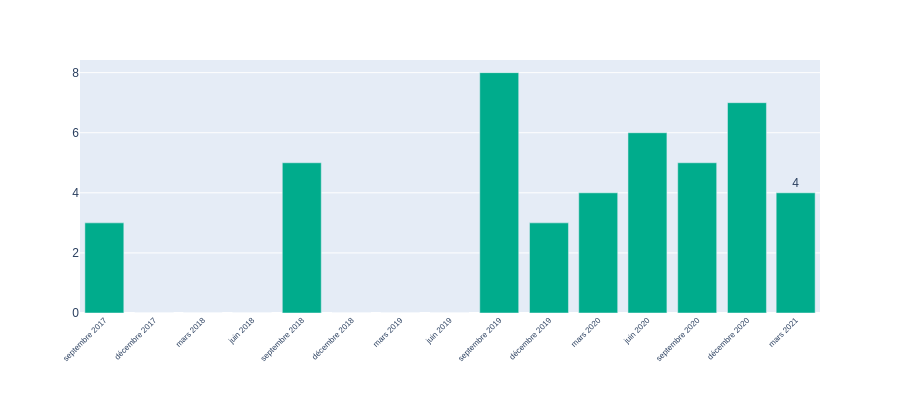 8
6
4
2
0
4
septembre 2017
décembre 2017
mars 2018
juin 2018
septembre 2018
décembre 2018
mars 2019
juin 2019
septembre 2019
décembre 2019
mars 2020
juin 2020
septembre 2020
décembre 2020
mars 2021